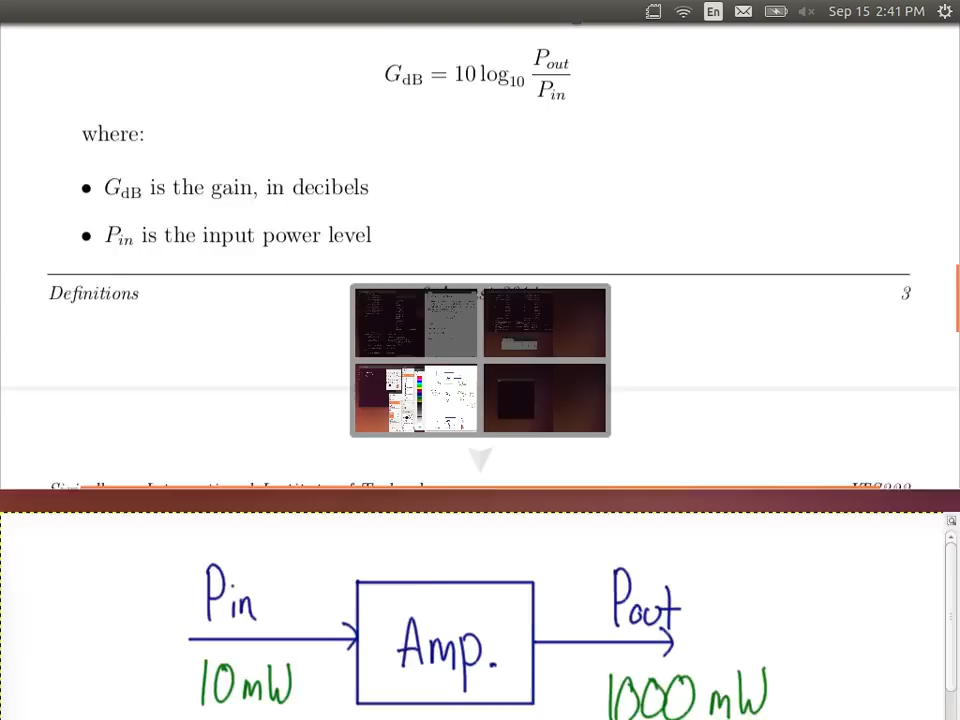 En Sep 15 2:41 PM
G_dB = 10 log_10 P_out / P_in
where:
• G_dB is the gain, in decibels
• P_in is the input power level
Definitions 3
Pin Pout
Amp.
10mW 1000 mW